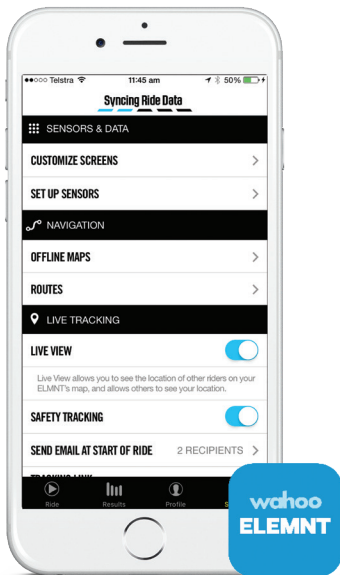 Telstra 11:45 am 50%
Syncing Ride Data
SENSORS & DATA
CUSTOMIZE SCREENS
SET UP SENSORS
NAVIGATION
OFFLINE MAPS
ROUTES
LIVE TRACKING
LIVE VIEW
Live View allows you to see the location of other riders on your
ELMNT's map, and allows others to see your location.
SAFETY TRACKING
SEND EMAIL AT START OF RIDE 2 RECIPIENTS
TRACKING LINK
Ride Results Profile
wahoo
ELEMNT